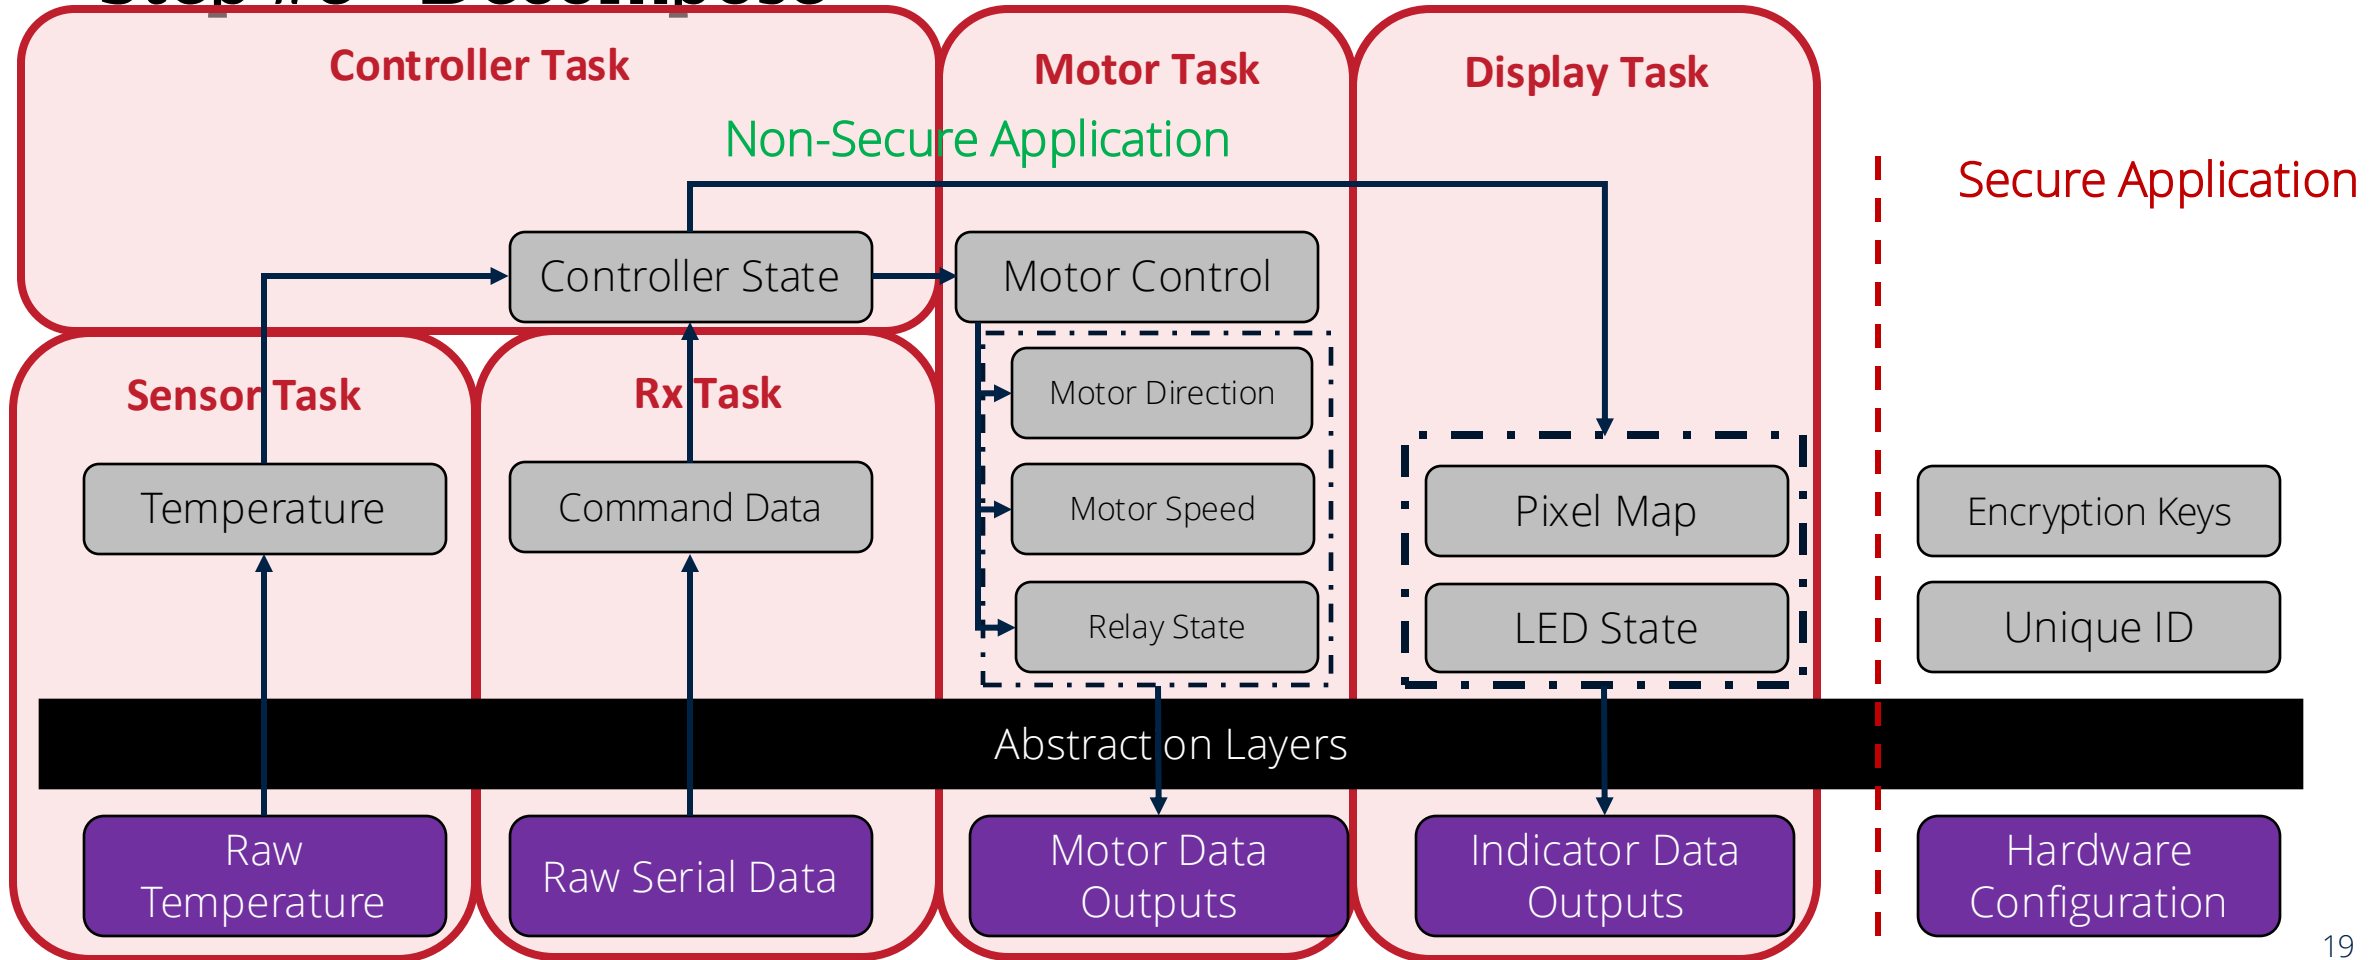 Controller Task
Motor Task
Display Task
Non-Secure Application
Secure Application
Controller State
Motor Control
Sensor Task
Rx Task
Motor Direction
Temperature
Command Data
Motor Speed
Pixel Map
Encryption Keys
Relay State
LED State
Unique ID
Abstraction Layers
Raw
Temperature
Raw Serial Data
Motor Data
Outputs
Indicator Data
Outputs
Hardware
Configuration
19